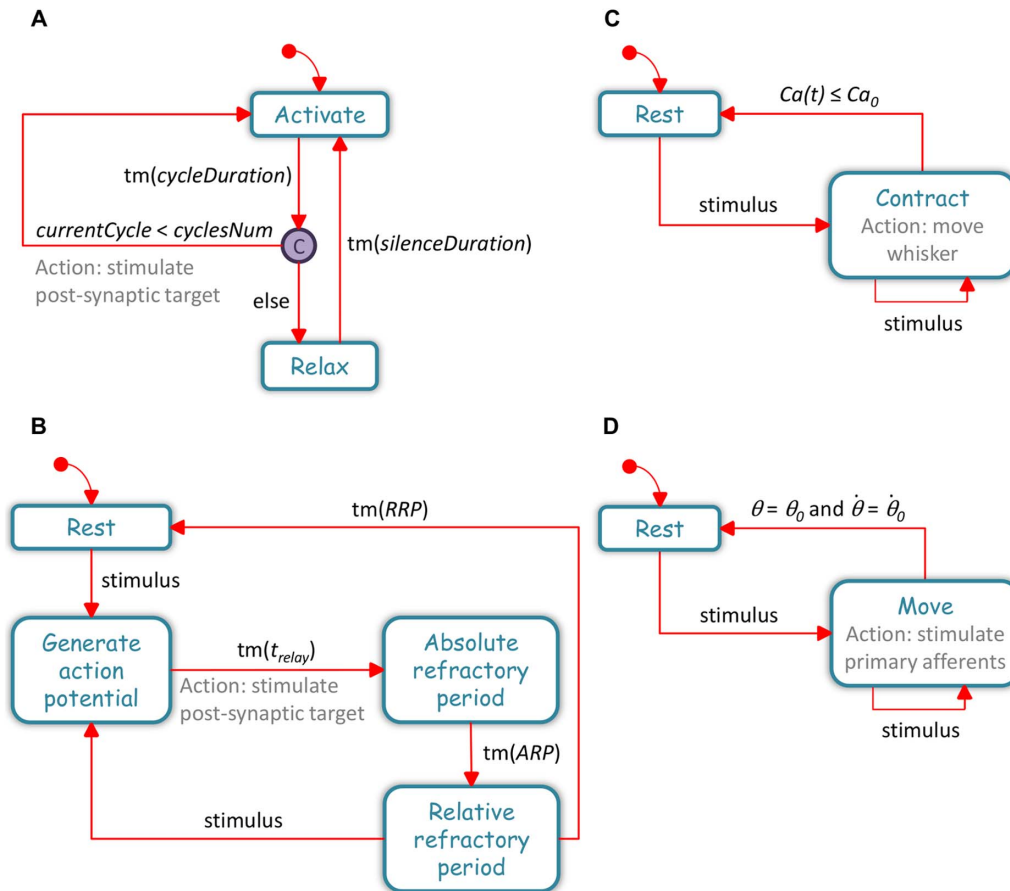 A
Activate
tm(cycleDuration)
currentCycle < cyclesNum
C
tm(silenceDuration)
Action: stimulate
post-synaptic target
else
Relax
B
Rest
tm(RRP)
stimulus
Generate
action
potential
tm(t_relay)
Action: stimulate
post-synaptic target
Absolute
refractory
period
tm(ARP)
stimulus
Relative
refractory
period
C
Rest
Ca(t) ≤ Ca₀
stimulus
Contract
Action: move
whisker
stimulus
D
Rest
θ = θ₀ and θ̇ = θ̇₀
stimulus
Move
Action: stimulate
primary afferents
stimulus